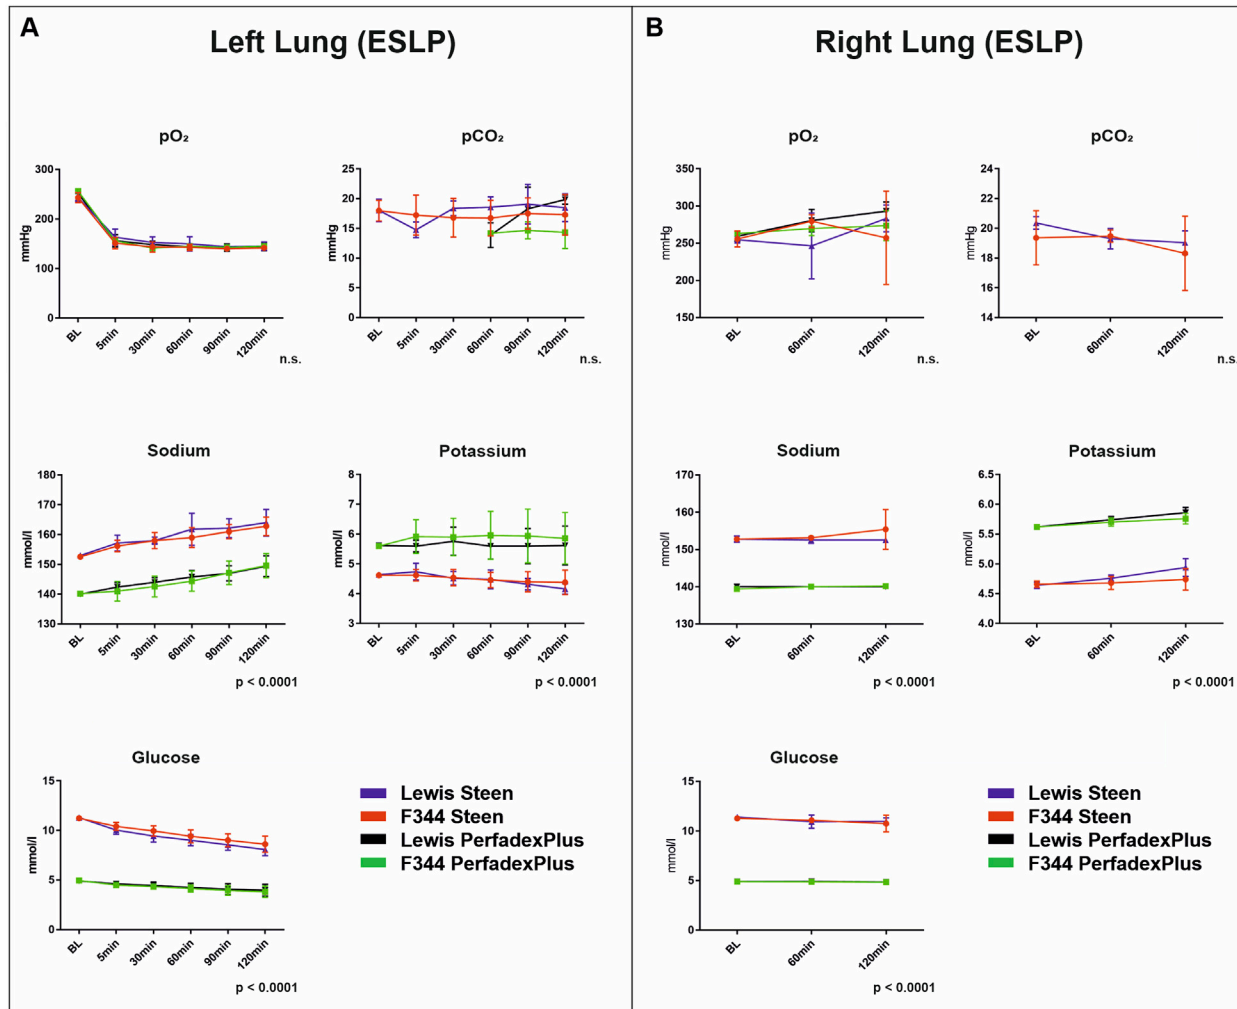 A
Left Lung (ESLP)
pO₂
mmHg
300
200
100
0
BL
5min
30min
60min
90min
120min
n.s.
pCO₂
mmHg
25
20
15
10
5
0
BL
5min
30min
60min
90min
120min
n.s.
Sodium
mmol/l
180
170
160
150
140
130
BL
5min
30min
60min
90min
120min
p < 0.0001
Potassium
mmol/l
8
7
6
5
4
3
BL
5min
30min
60min
90min
120min
p < 0.0001
Glucose
mmol/l
15
10
5
0
BL
5min
30min
60min
90min
120min
p < 0.0001
Lewis Steen
F344 Steen
Lewis PerfadexPlus
F344 PerfadexPlus
B
Right Lung (ESLP)
pO₂
mmHg
350
300
250
200
150
BL
60min
120min
n.s.
pCO₂
mmHg
24
22
20
18
16
14
BL
60min
120min
n.s.
Sodium
mmol/l
170
160
150
140
130
BL
60min
120min
p < 0.0001
Potassium
mmol/l
6.5
6.0
5.5
5.0
4.5
4.0
BL
60min
120min
p < 0.0001
Glucose
mmol/l
15
10
5
0
BL
60min
120min
p < 0.0001
Lewis Steen
F344 Steen
Lewis PerfadexPlus
F344 PerfadexPlus